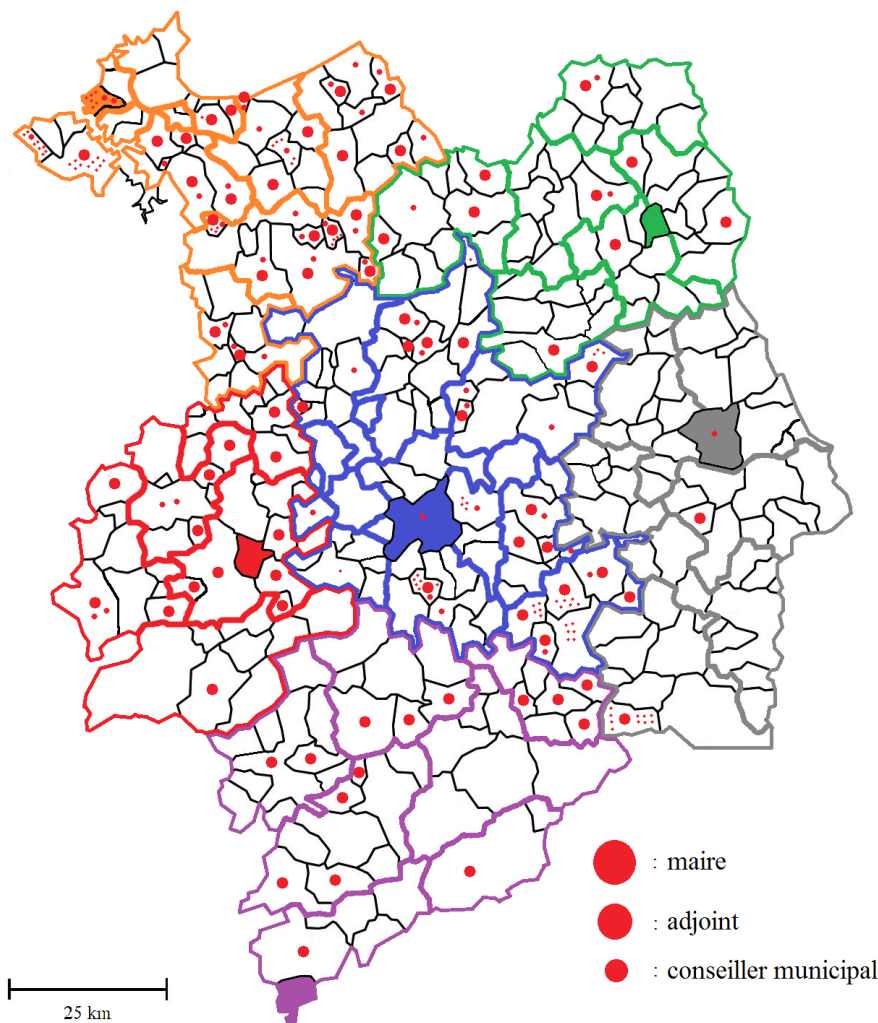 : maire
: adjoint
: conseiller municipal
25 km